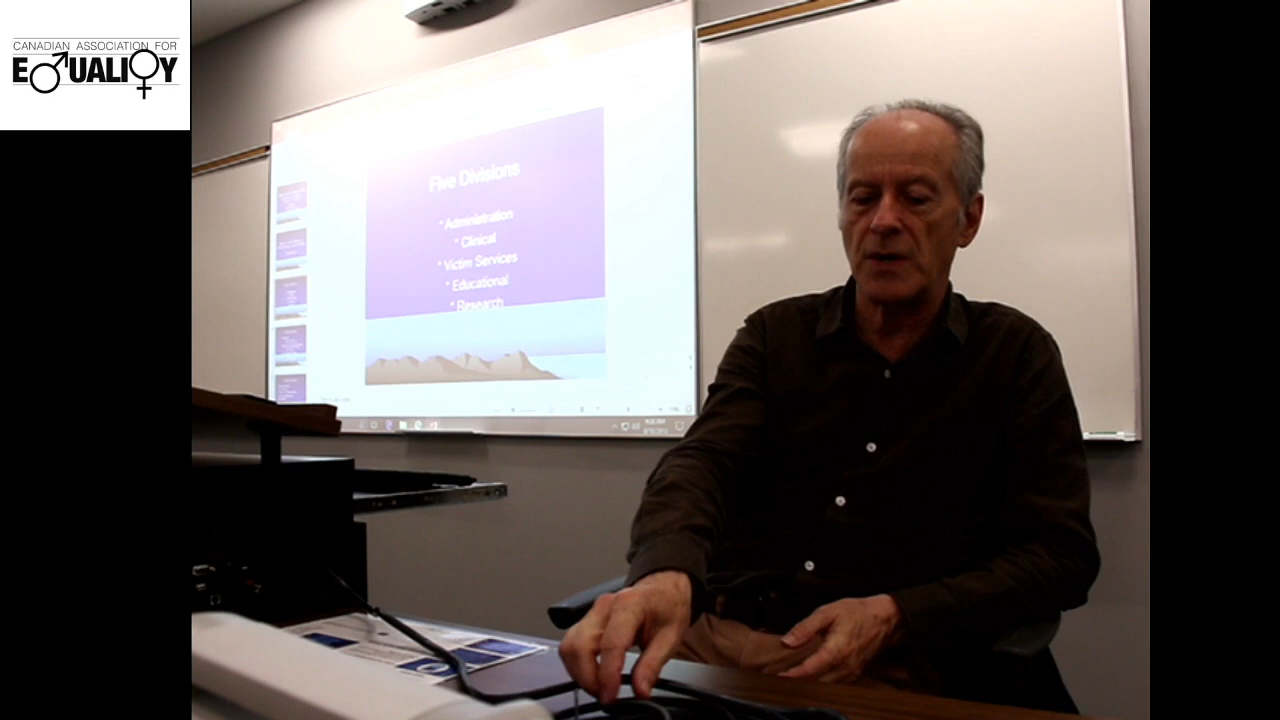 CANADIAN ASSOCIATION FOR
EQUALITY
Five Divisions
* Administration
* Clinical
* Victim Services
* Educational
* Research